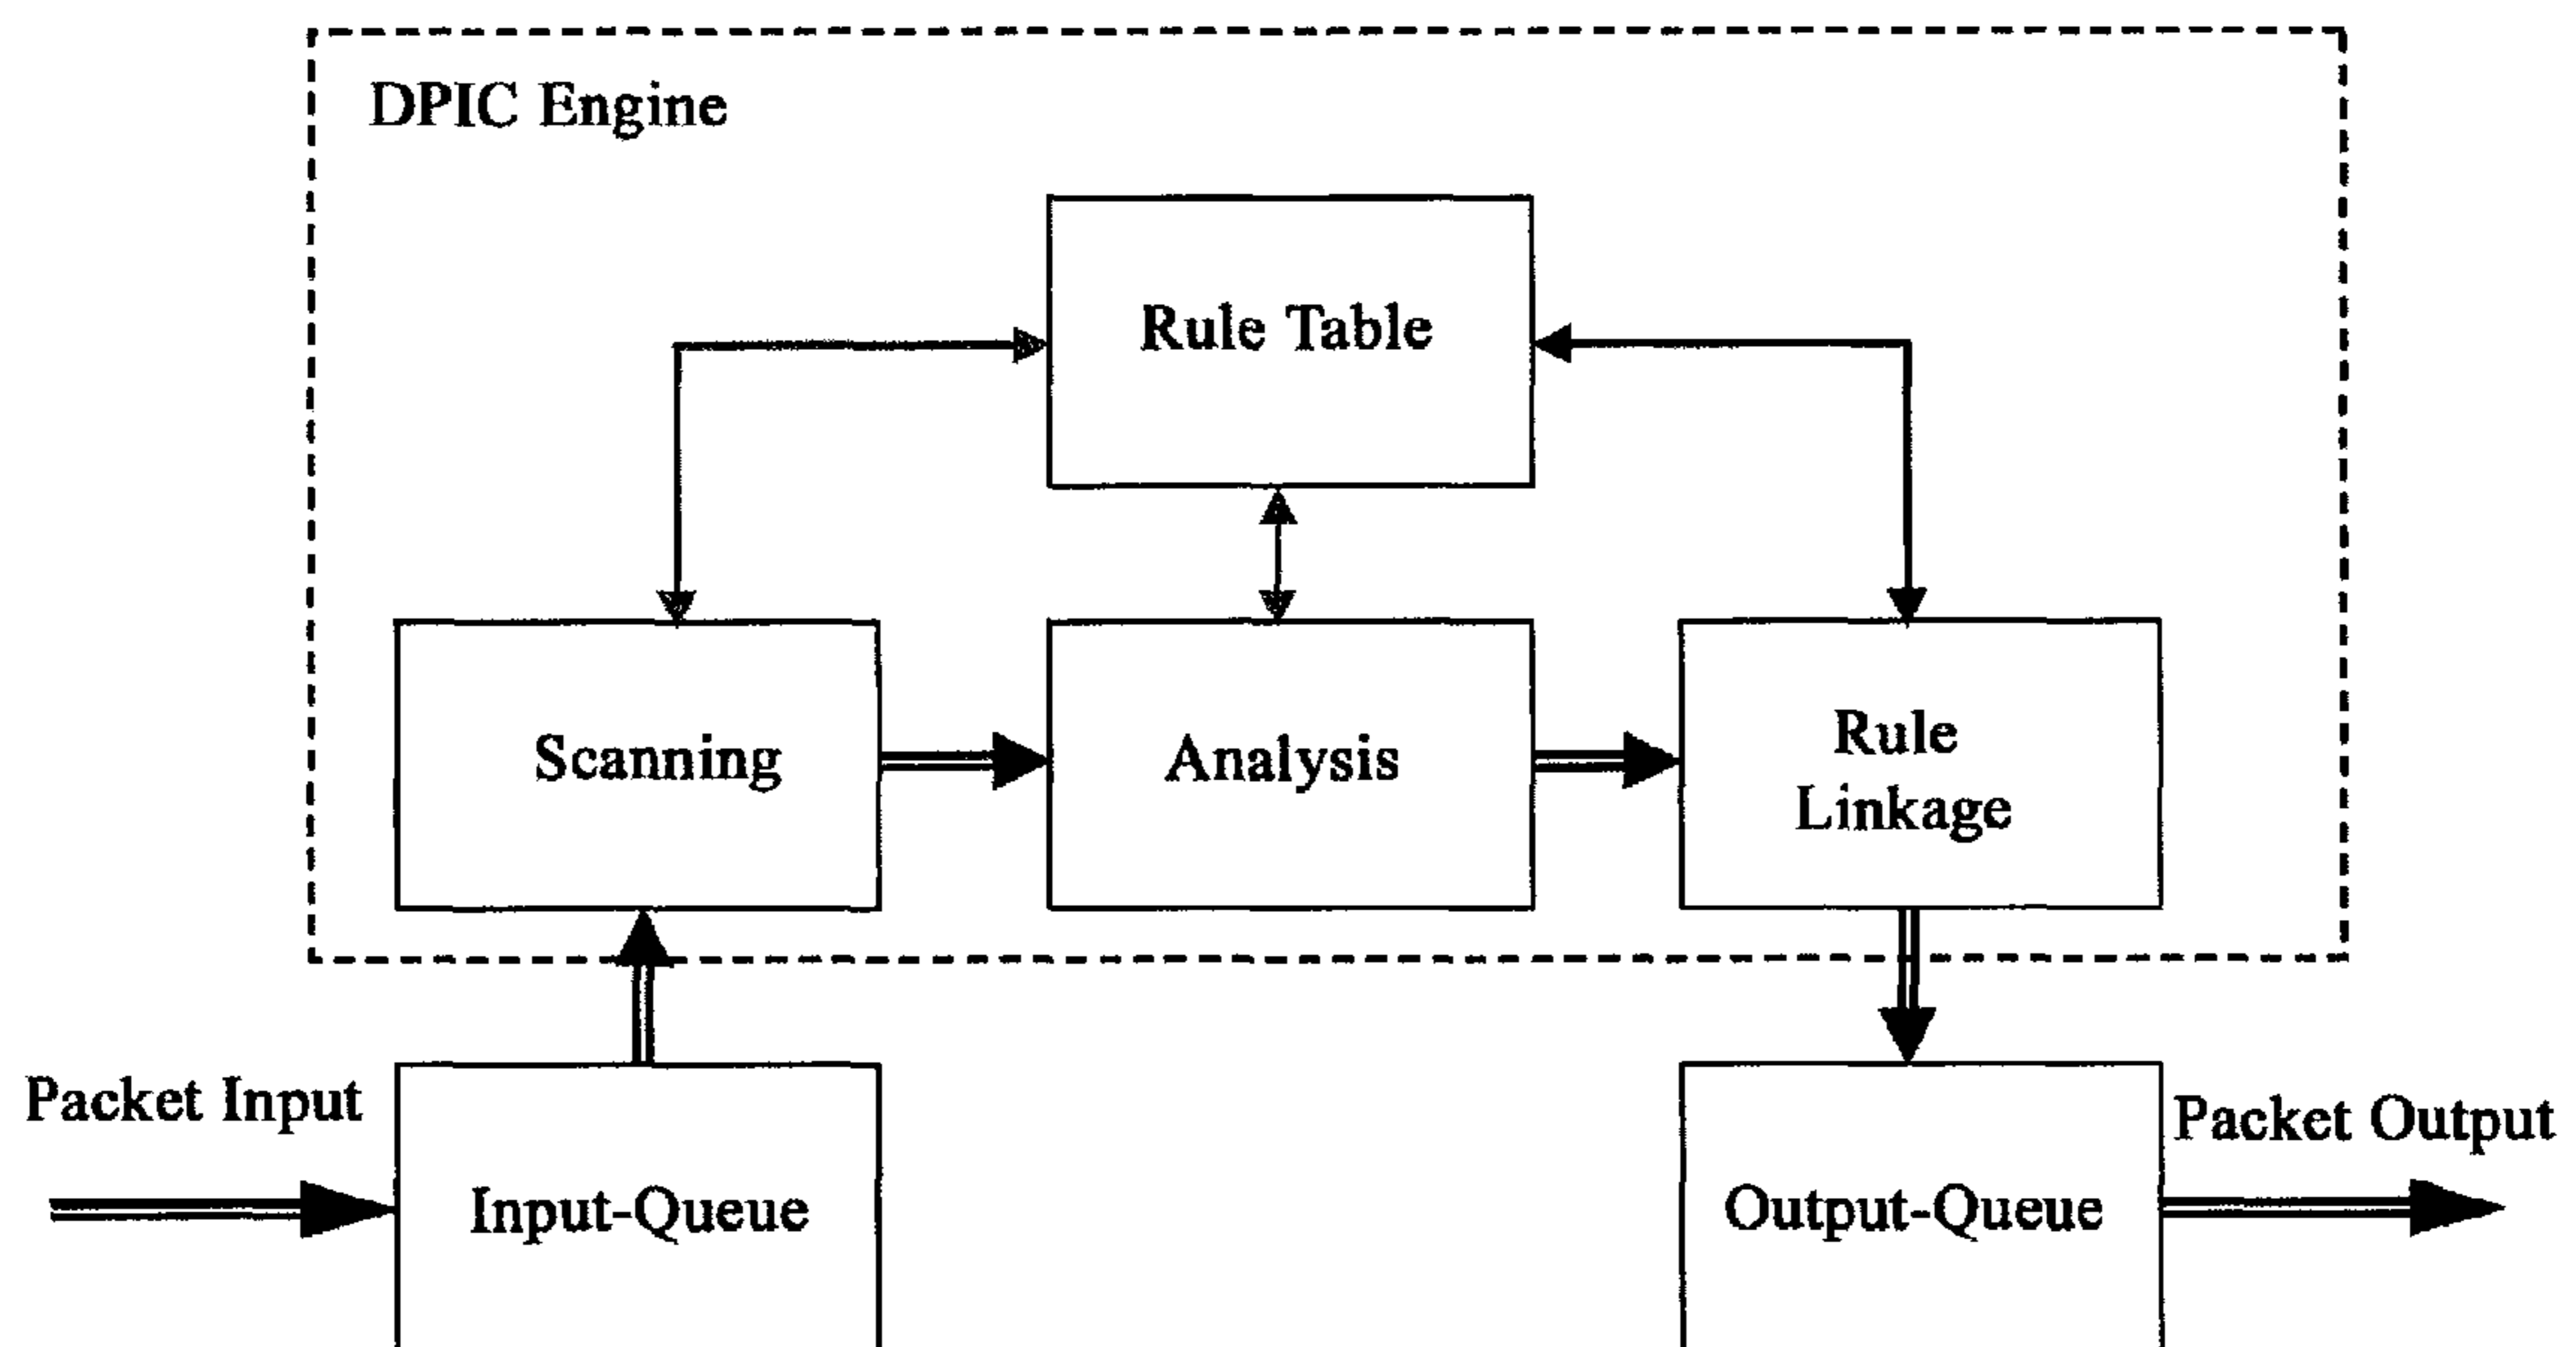 DPIC Engine
Rule Table
Scanning
Analysis
Rule
Linkage
Packet Input
Packet Output
Input-Queue
Output-Queue